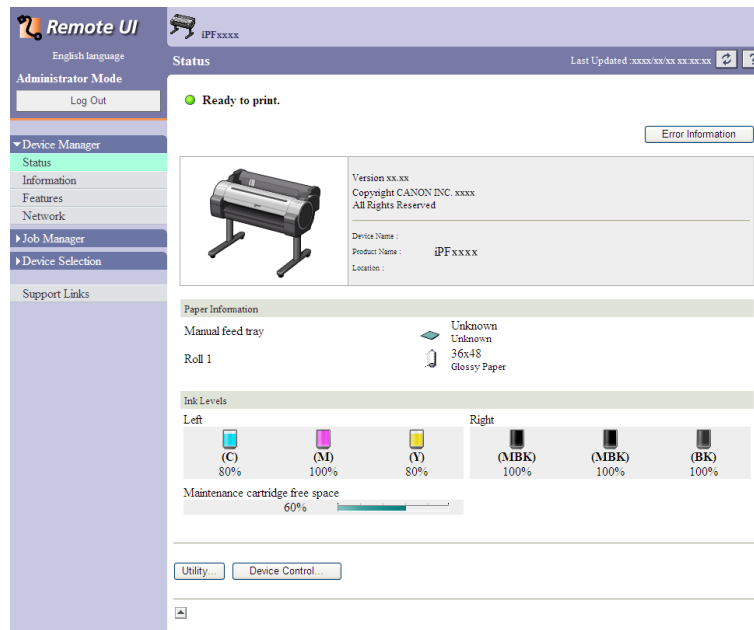 Remote UI
iPFxxxx
English language
Status
Last Updated :xxxx/xx/xx xx:xx:xx
?
Administrator Mode
Log Out
Ready to print.
Error Information
Device Manager
Status
Information
Features
Network
Job Manager
Device Selection
Support Links
Version xx.xx
Copyright CANON INC. xxxx
All Rights Reserved
Device Name :
Product Name : iPFxxxx
Location :
Paper Information
Manual feed tray
Unknown
Unknown
Roll 1
36x48
Glossy Paper
Ink Levels
Left Right
(C) (M) (Y) (MBK) (MBK) (BK)
80% 100% 80% 100% 100% 100%
Maintenance cartridge free space
60%
Utility... Device Control...